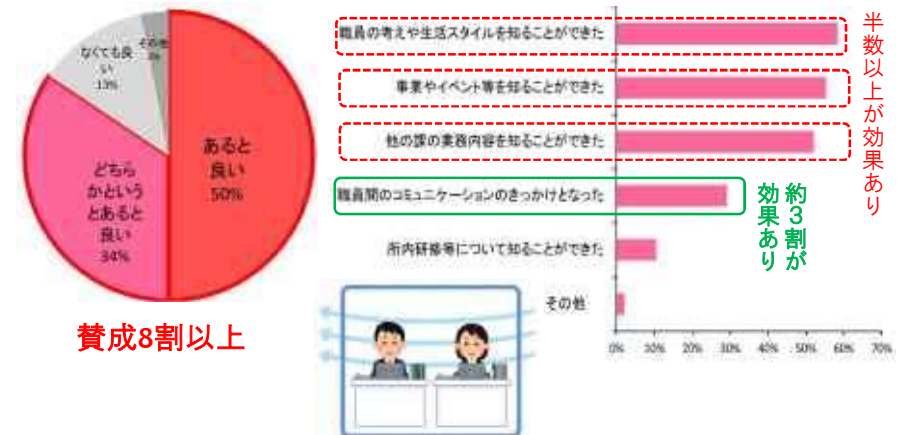 その他
3%
なくても良
い
13%
あると
良い
50%
どちら
かという
とあると
良い
34%
賛成8割以上
職員の考えや生活スタイルを知ることができた
事業やイベント等を知ることができた
他の課の業務内容を知ることができた
職員間のコミュニケーションのきっかけとなった
所内研修等について知ることができた
その他
0%
10%
20%
30%
40%
50%
60%
70%
半数以上が効果あり
約3割が
効果あり